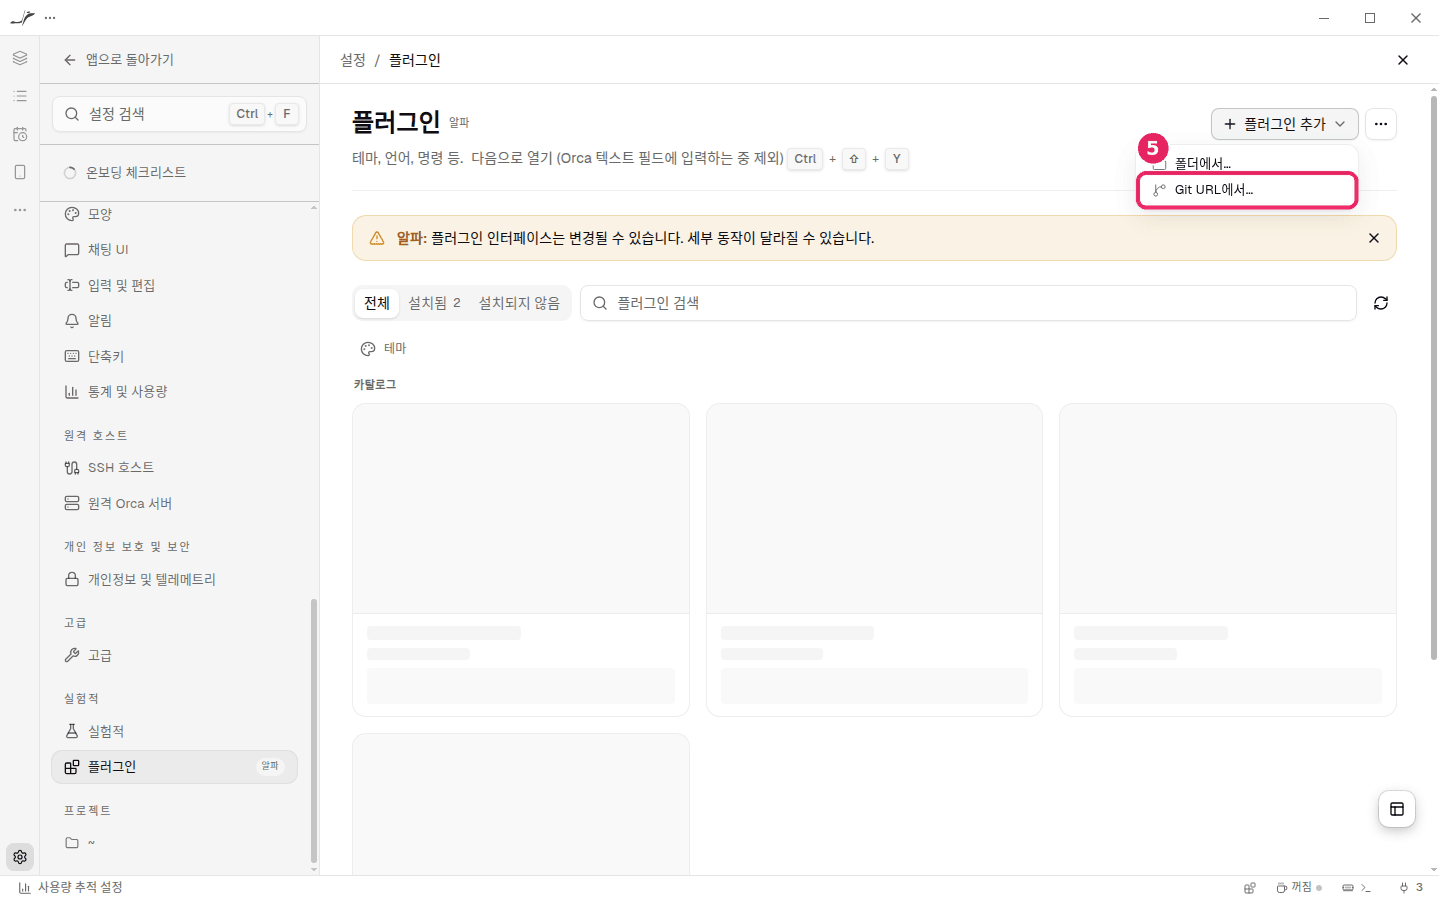 앱으로 돌아가기
설정 / 플러그인
설정 검색
Ctrl + F
온보딩 체크리스트
모양
채팅 UI
입력 및 편집
알림
단축키
통계 및 사용량
원격 호스트
SSH 호스트
원격 Orca 서버
개인 정보 보호 및 보안
개인정보 및 텔레메트리
고급
고급
실험적
실험적
플러그인 알파
프로젝트
~
플러그인 알파
플러그인 추가
테마, 언어, 명령 등. 다음으로 열기 (Orca 텍스트 필드에 입력하는 중 제외) Ctrl + ⇧ + Y
5
폴더에서...
Git URL에서...
알파: 플러그인 인터페이스는 변경될 수 있습니다. 세부 동작이 달라질 수 있습니다.
전체 설치됨 2 설치되지 않음
플러그인 검색
테마
카탈로그
사용량 추적 설정
꺼짐
3